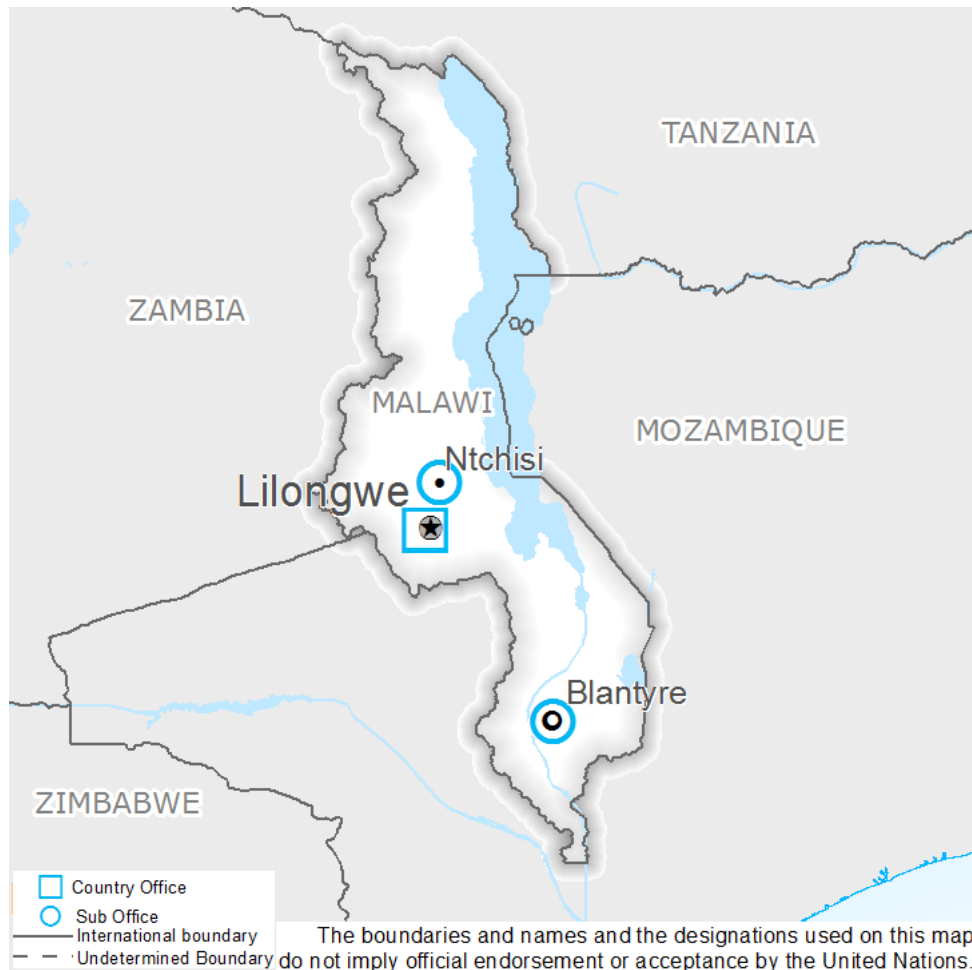 TANZANIA
ZAMBIA
MALAWI
MOZAMBIQUE
Ntchisi
Lilongwe
Blantyre
ZIMBABWE
Country Office
Sub Office
International boundary
Undetermined Boundary
The boundaries and names and the designations used on this map
do not imply official endorsement or acceptance by the United Nations.